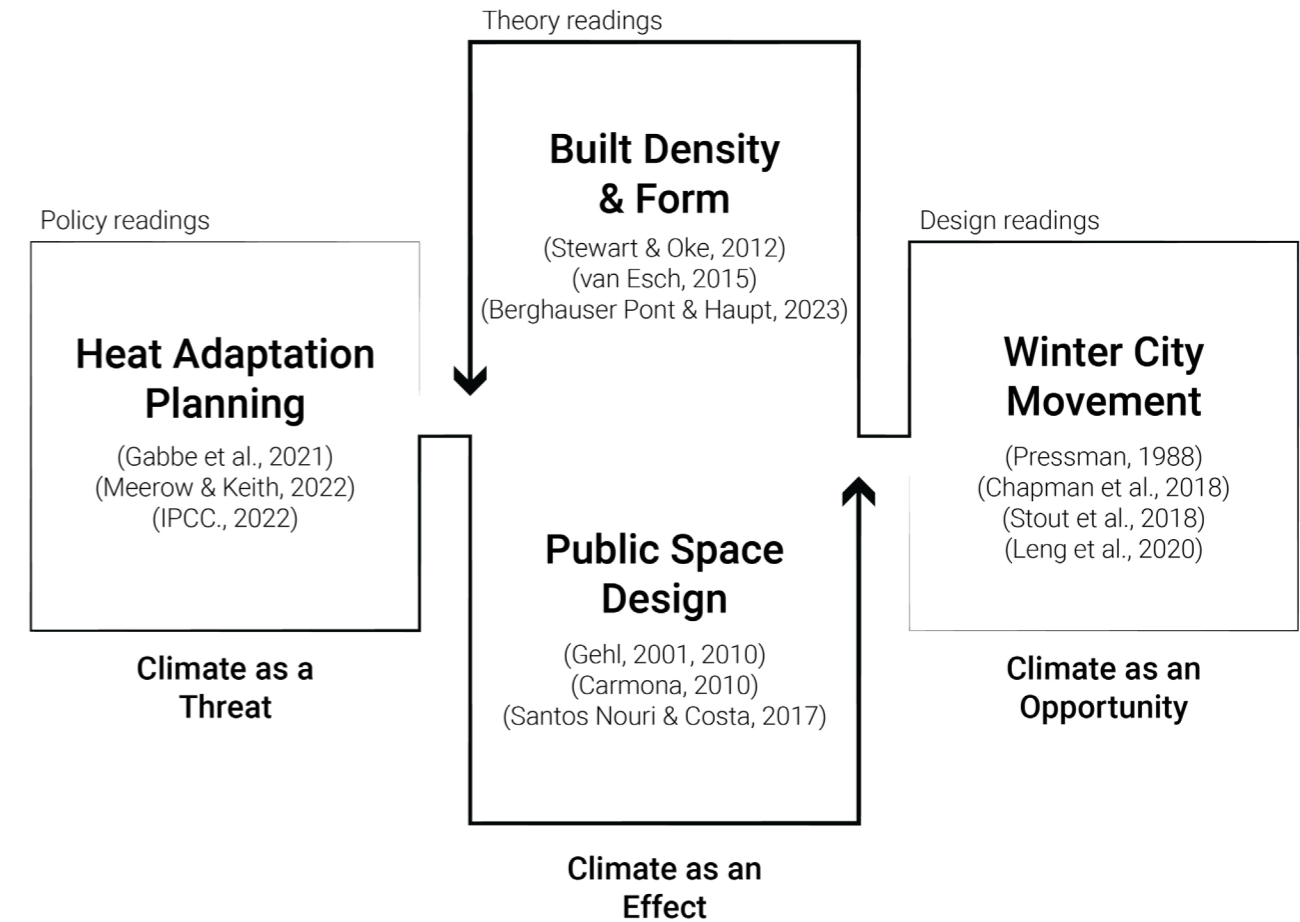 Theory readings
Built Density
& Form
(Stewart & Oke, 2012)
(van Esch, 2015)
(Berghauser Pont & Haupt, 2023)
Policy readings
Heat Adaptation
Planning
(Gabbe et al., 2021)
(Meerow & Keith, 2022)
(IPCC., 2022)
Climate as a
Threat
Public Space
Design
(Gehl, 2001, 2010)
(Carmona, 2010)
(Santos Nouri & Costa, 2017)
Climate as an
Effect
Design readings
Winter City
Movement
(Pressman, 1988)
(Chapman et al., 2018)
(Stout et al., 2018)
(Leng et al., 2020)
Climate as an
Opportunity